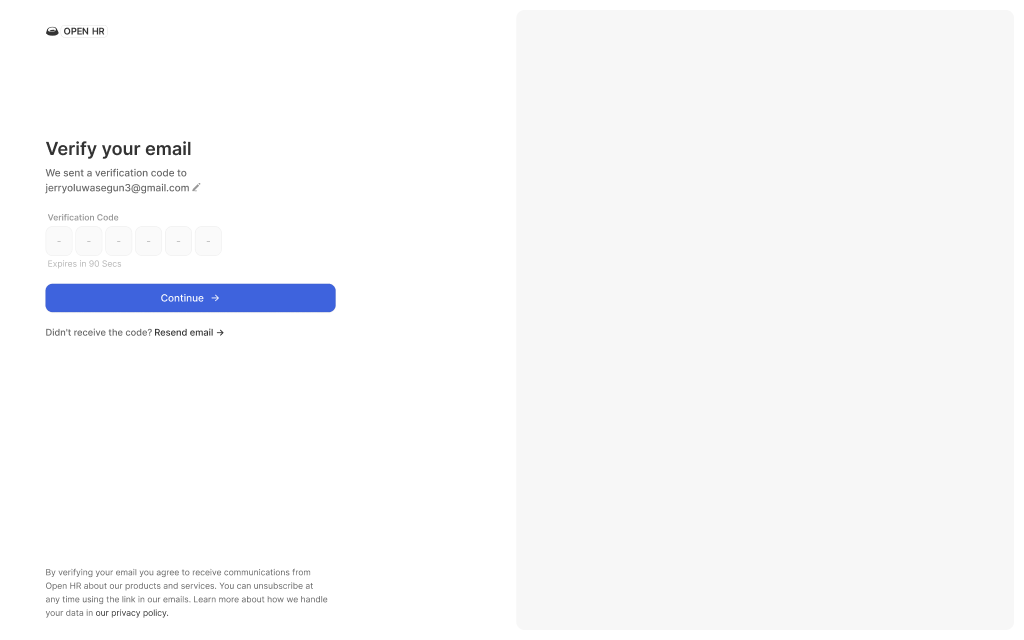 OPEN HR
Verify your email
We sent a verification code to
jerryoluwasegun3@gmail.com
Verification Code
- - - - - -
Expires in 90 Secs
Continue →
Didn't receive the code? Resend email →
By verifying your email you agree to receive communications from
Open HR about our products and services. You can unsubscribe at
any time using the link in our emails. Learn more about how we handle
your data in our privacy policy.